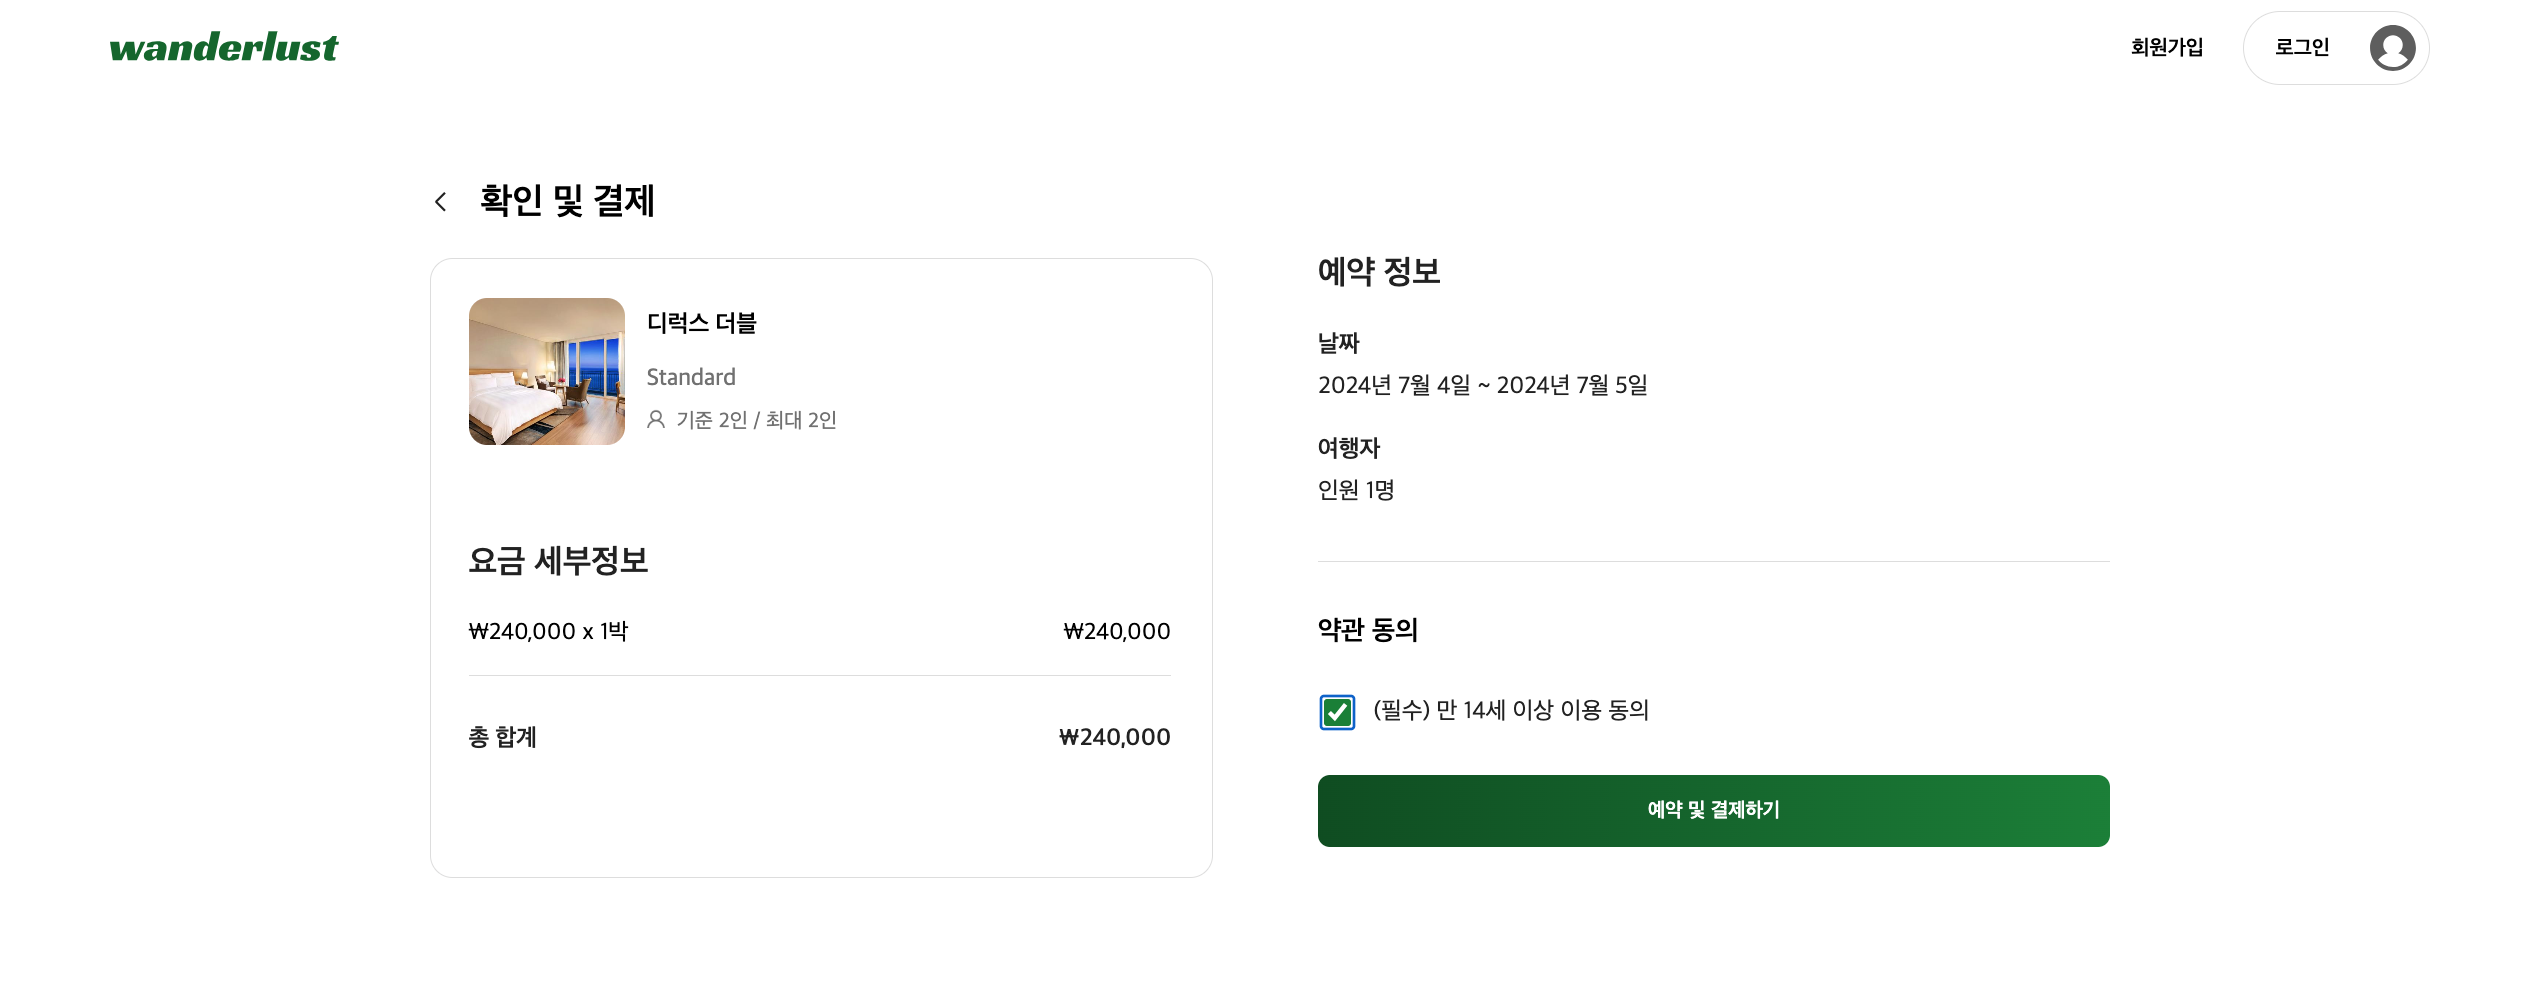 wanderlust
회원가입
로그인
확인 및 결제
디럭스 더블
Standard
기준 2인 / 최대 2인
요금 세부정보
₩240,000 x 1박
₩240,000
총 합계
₩240,000
예약 정보
날짜
2024년 7월 4일 ~ 2024년 7월 5일
여행자
인원 1명
약관 동의
(필수) 만 14세 이상 이용 동의
예약 및 결제하기